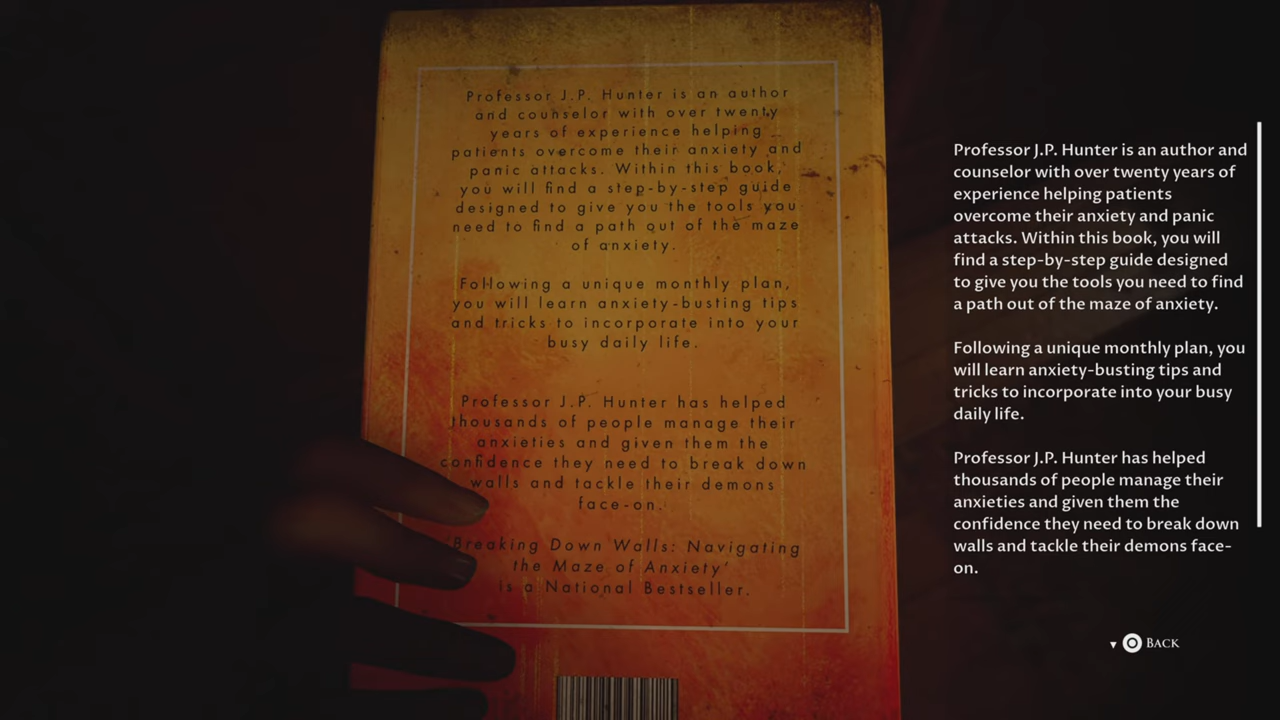 Professor J.P. Hunter is an author
and counselor with over twenty
years of experience helping
patients overcome their anxiety and
panic attacks. Within this book,
you will find a step-by-step guide
designed to give you the tools you
need to find a path out of the maze
of anxiety.
Following a unique monthly plan,
you will learn anxiety-busting tips
and tricks to incorporate into your
busy daily life.
Professor J.P. Hunter has helped
thousands of people manage their
anxieties and given them the
confidence they need to break down
walls and tackle their demons
face-on.
'Breaking Down Walls: Navigating
the Maze of Anxiety'
is a National Bestseller.
Professor J.P. Hunter is an author and
counselor with over twenty years of
experience helping patients
overcome their anxiety and panic
attacks. Within this book, you will
find a step-by-step guide designed
to give you the tools you need to find
a path out of the maze of anxiety.
Following a unique monthly plan, you
will learn anxiety-busting tips and
tricks to incorporate into your busy
daily life.
Professor J.P. Hunter has helped
thousands of people manage their
anxieties and given them the
confidence they need to break down
walls and tackle their demons face-
on.
Back